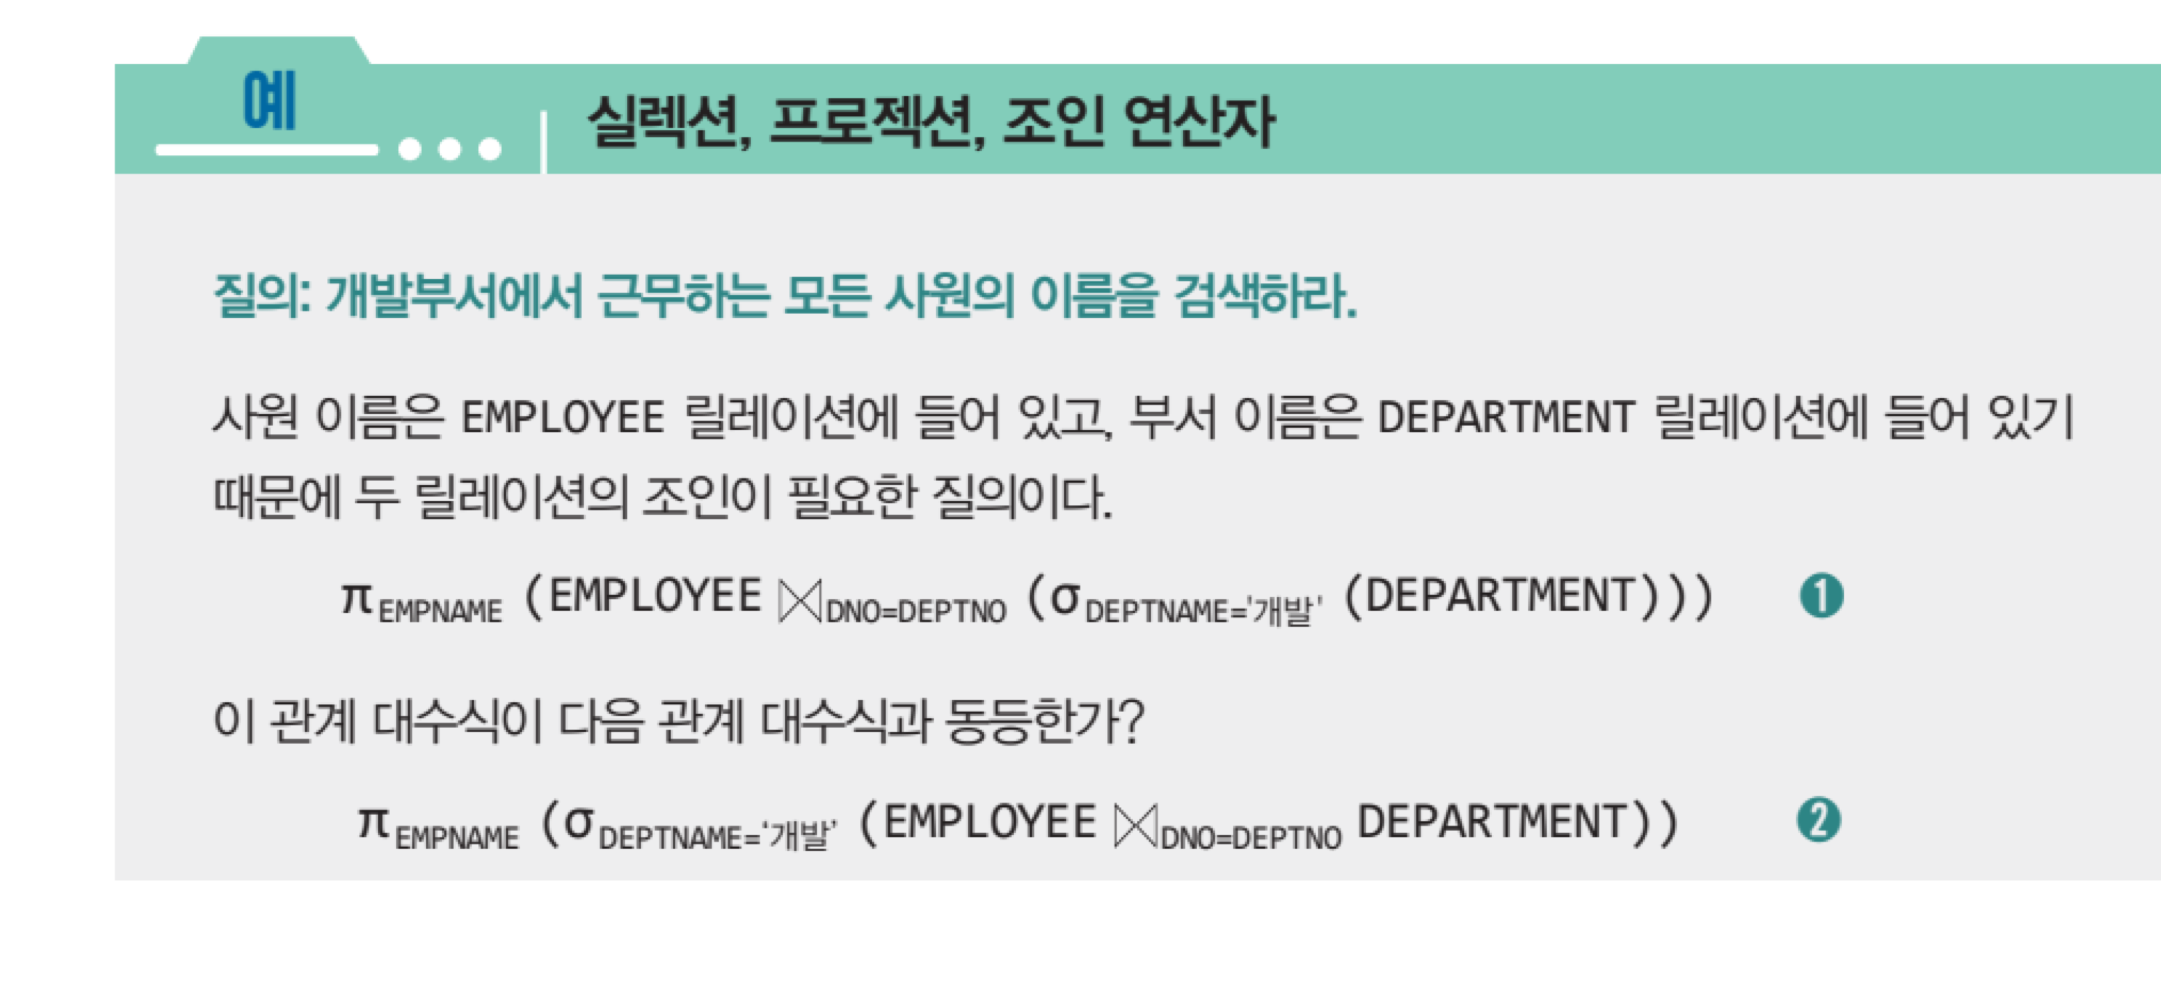 예
실렉션, 프로젝션, 조인 연산자
질의: 개발부서에서 근무하는 모든 사원의 이름을 검색하라.
사원 이름은 EMPLOYEE 릴레이션에 들어 있고, 부서 이름은 DEPARTMENT 릴레이션에 들어 있기
때문에 두 릴레이션의 조인이 필요한 질의이다.
π EMPNAME (EMPLOYEE ⋈ DNO=DEPTNO (σ DEPTNAME='개발' (DEPARTMENT))) ❶
이 관계 대수식이 다음 관계 대수식과 동등한가?
π EMPNAME (σ DEPTNAME=‘개발’ (EMPLOYEE ⋈ DNO=DEPTNO DEPARTMENT)) ❷